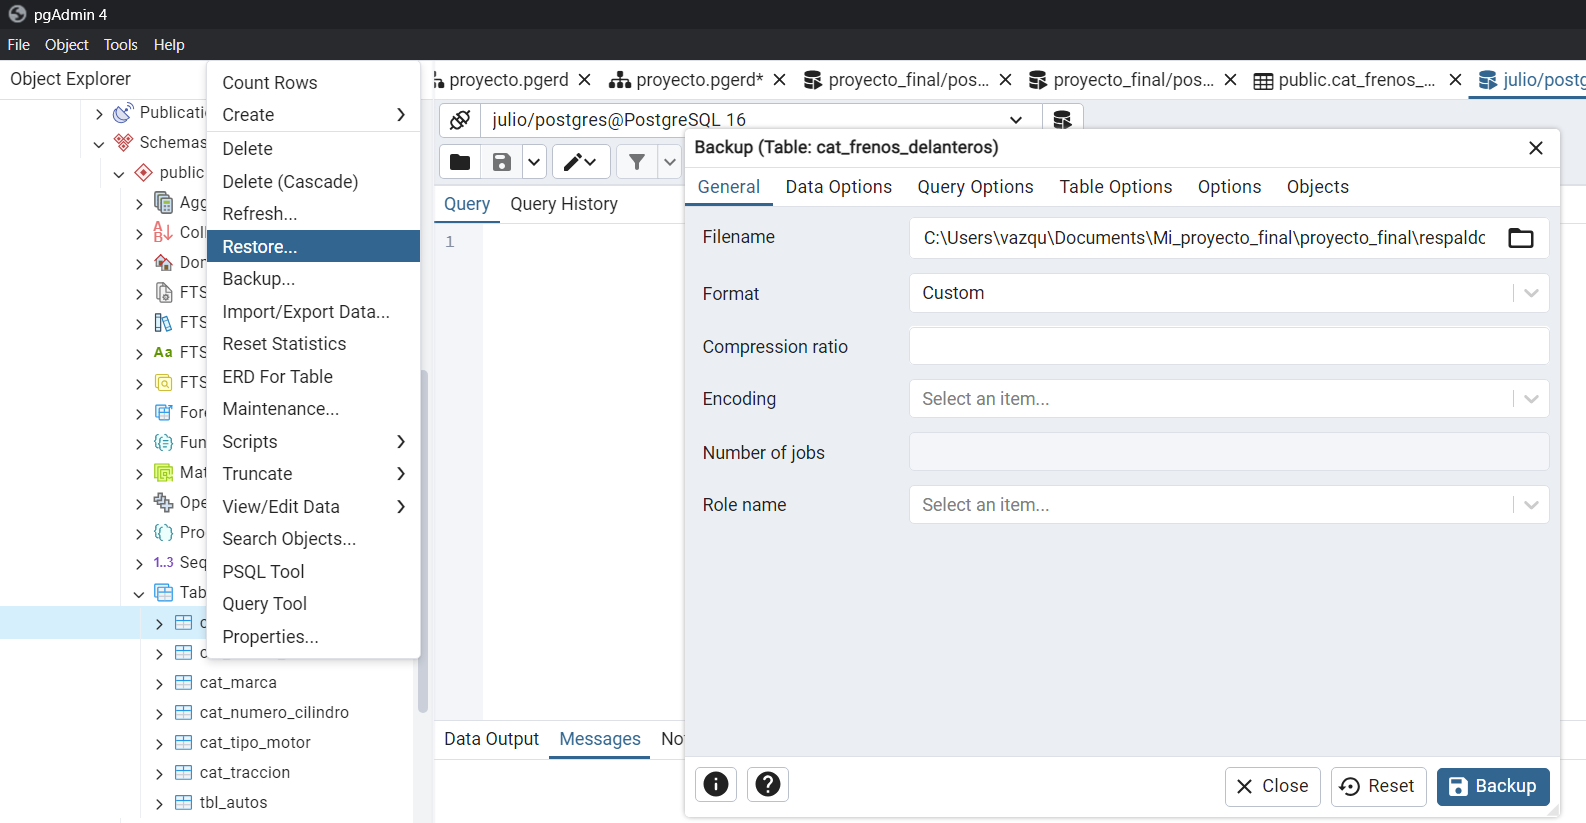 pgAdmin 4
File Object Tools Help
Object Explorer
proyecto.pgerd
proyecto.pgerd*
proyecto_final/pos...
proyecto_final/pos...
public.cat_frenos_...
julio/postg
Publicati
Schemas
public
Agg
Coll
Don
FTS
FTS
Aa FTS
FTS
Fore
Fun
Mat
Ope
Pro
1..3 Seq
Tab
c
c
cat_marca
cat_numero_cilindro
cat_tipo_motor
cat_traccion
tbl_autos
Count Rows
Create
Delete
Delete (Cascade)
Refresh...
Restore...
Backup...
Import/Export Data...
Reset Statistics
ERD For Table
Maintenance...
Scripts
Truncate
View/Edit Data
Search Objects...
PSQL Tool
Query Tool
Properties...
julio/postgres@PostgreSQL 16
Query Query History
1
Data Output Messages No
Backup (Table: cat_frenos_delanteros)
General Data Options Query Options Table Options Options Objects
Filename C:\Users\vazqu\Documents\Mi_proyecto_final\proyecto_final\respaldo
Format Custom
Compression ratio
Encoding Select an item...
Number of jobs
Role name Select an item...
Close Reset Backup